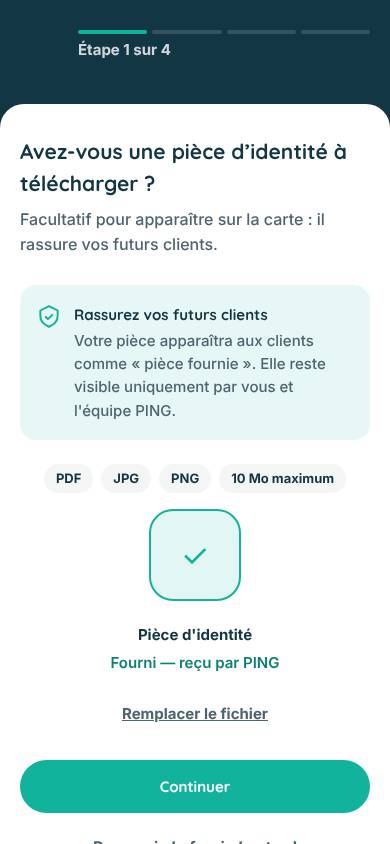 Étape 1 sur 4
Avez-vous une pièce d’identité à
télécharger ?
Facultatif pour apparaître sur la carte : il
rassure vos futurs clients.
Rassurez vos futurs clients
Votre pièce apparaîtra aux clients
comme « pièce fournie ». Elle reste
visible uniquement par vous et
l'équipe PING.
PDF JPG PNG 10 Mo maximum
Pièce d'identité
Fourni — reçu par PING
Remplacer le fichier
Continuer